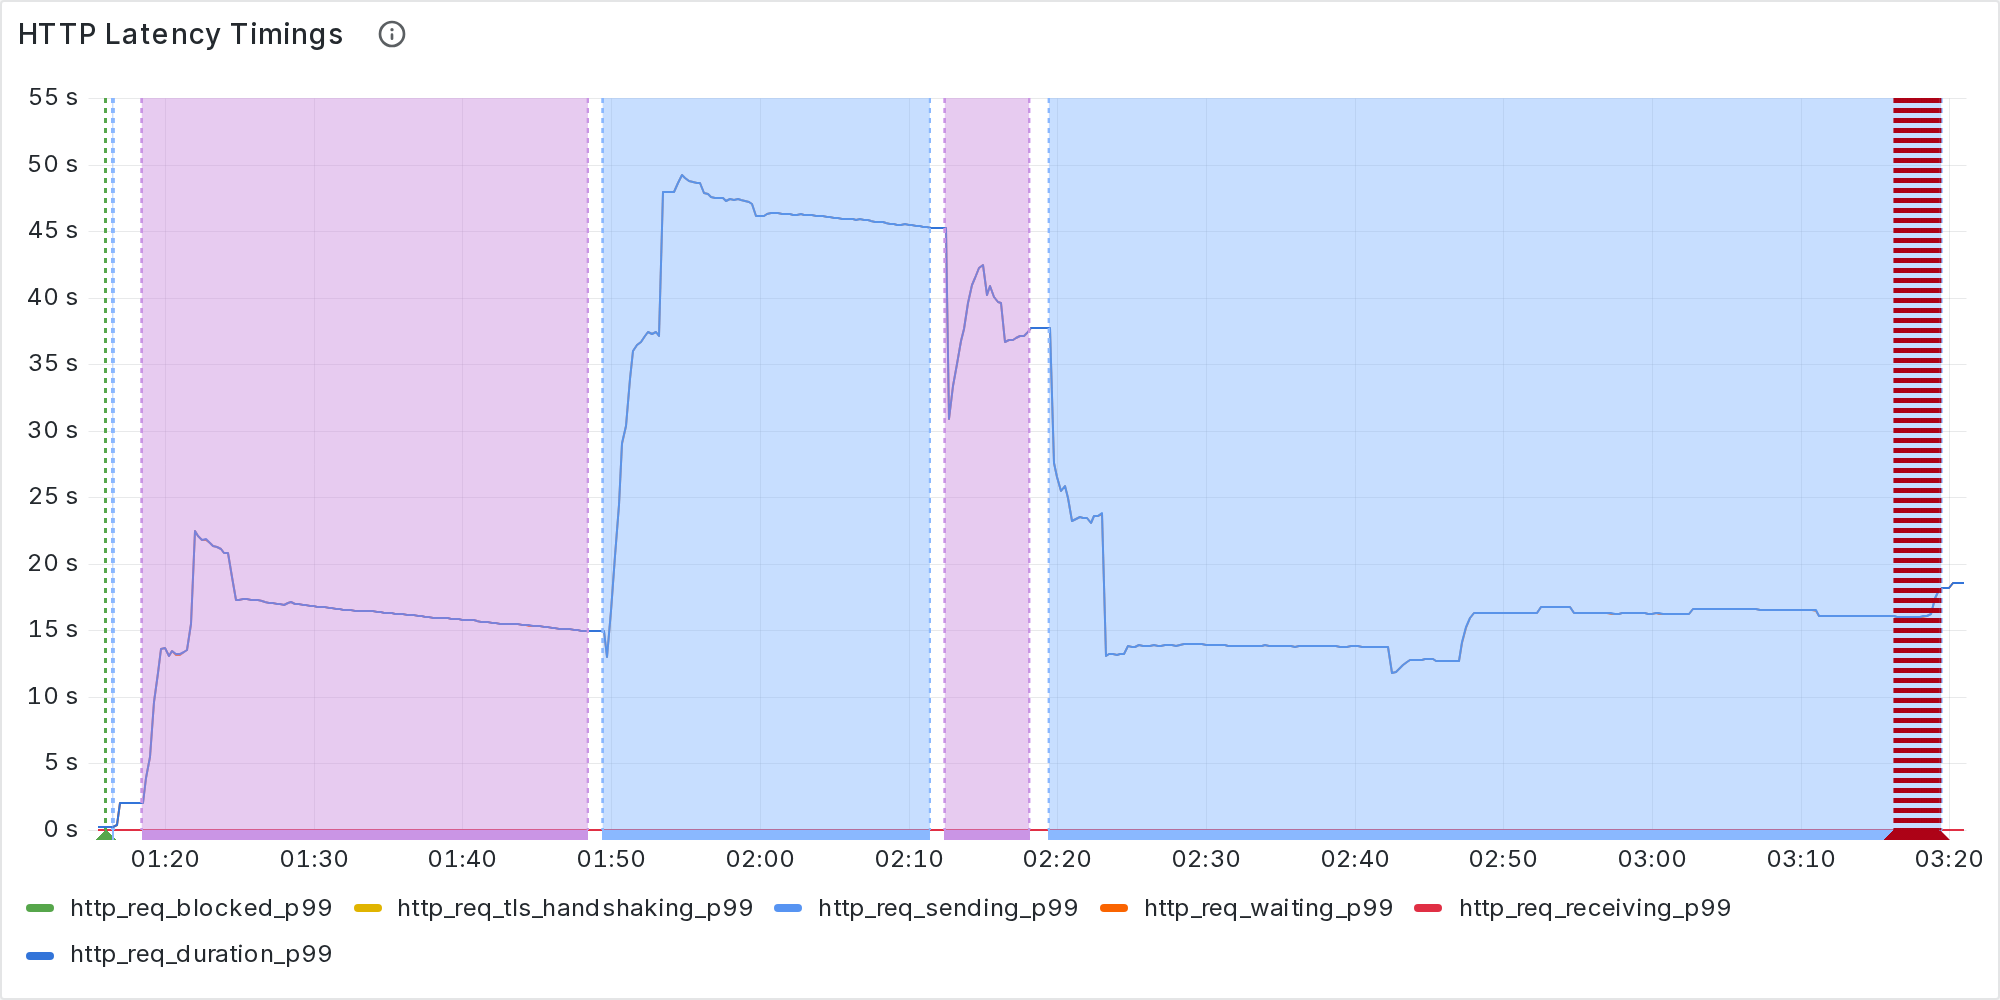 HTTP Latency Timings
55 s
50 s
45 s
40 s
35 s
30 s
25 s
20 s
15 s
10 s
5 s
0 s
01:20 01:30 01:40 01:50 02:00 02:10 02:20 02:30 02:40 02:50 03:00 03:10 03:20
http_req_blocked_p99 http_req_tls_handshaking_p99 http_req_sending_p99 http_req_waiting_p99 http_req_receiving_p99
http_req_duration_p99